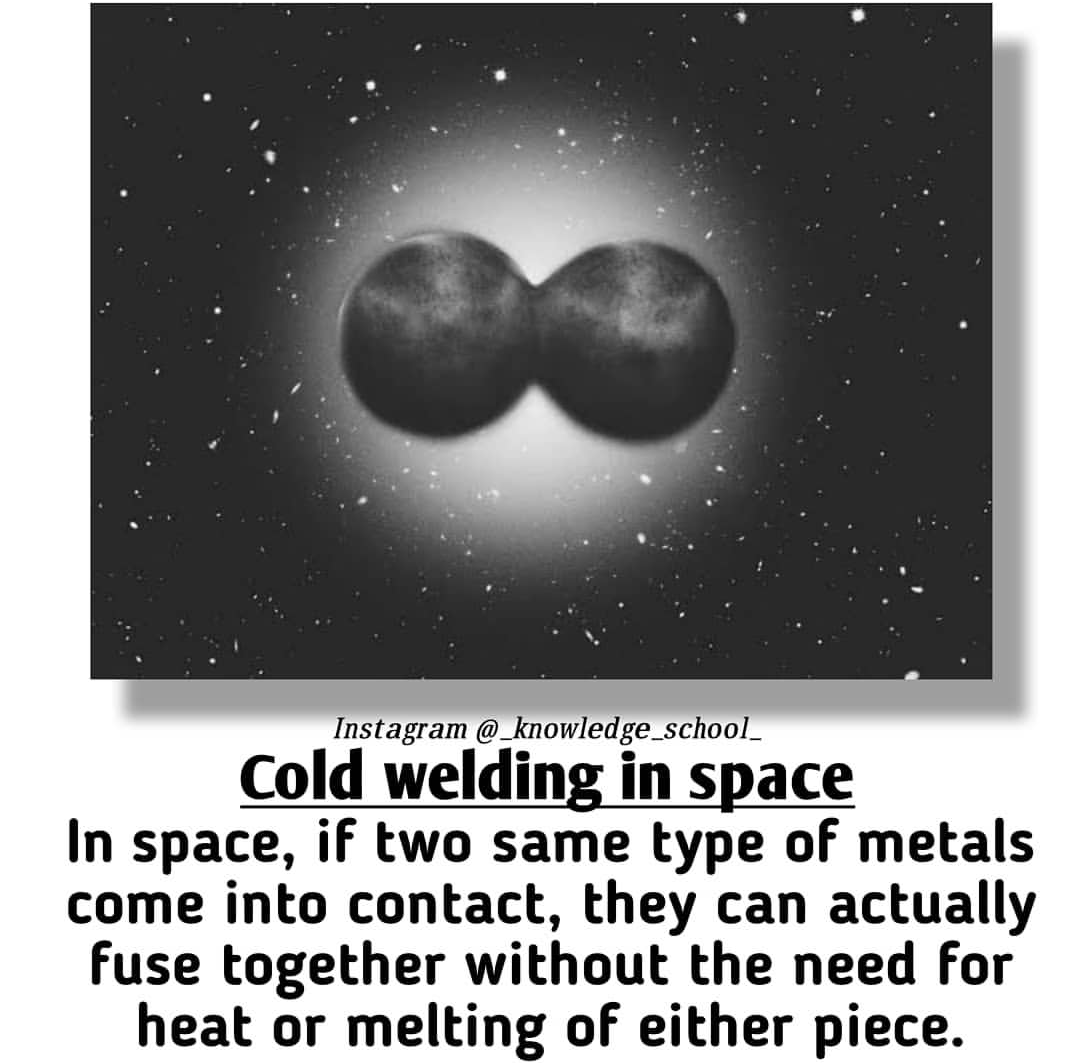 Instagram @_knowledge_school_
Cold welding in space
In space, if two same type of metals
come into contact, they can actually
fuse together without the need for
heat or melting of either piece.